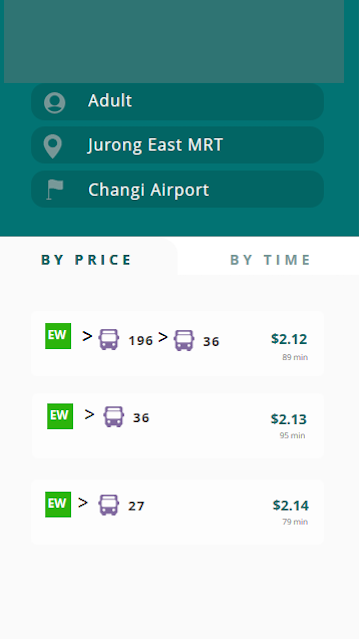 Adult
Jurong East MRT
Changi Airport
BY PRICE BY TIME
EW > 196 > 36 $2.12
89 min
EW > 36 $2.13
95 min
EW > 27 $2.14
79 min